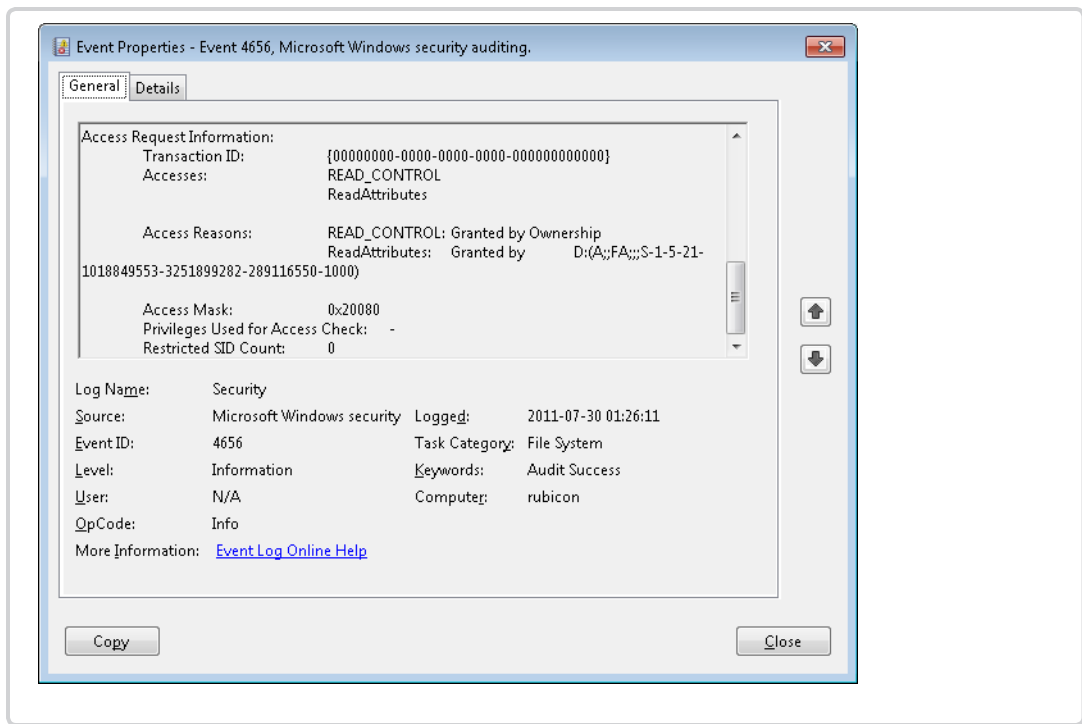 Event Properties - Event 4656, Microsoft Windows security auditing.
General Details
Access Request Information:
Transaction ID: {00000000-0000-0000-0000-000000000000}
Accesses: READ_CONTROL
ReadAttributes
Access Reasons: READ_CONTROL: Granted by Ownership
ReadAttributes: Granted by D:(A;;FA;;;S-1-5-21-
1018849553-3251899282-289116550-1000)
Access Mask: 0x20080
Privileges Used for Access Check: -
Restricted SID Count: 0
Log Name: Security
Source: Microsoft Windows security Logged: 2011-07-30 01:26:11
Event ID: 4656 Task Category: File System
Level: Information Keywords: Audit Success
User: N/A Computer: rubicon
OpCode: Info
More Information: Event Log Online Help
Copy Close